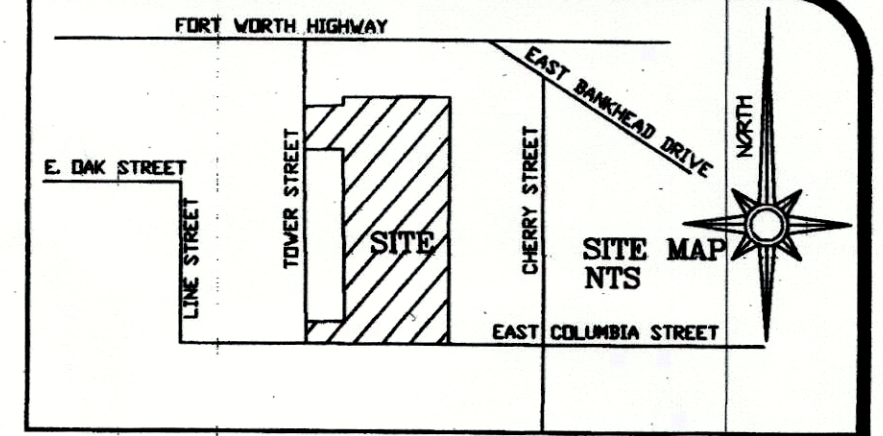 FORT WORTH HIGHWAY
EAST BANKHEAD DRIVE
NORTH
E. OAK STREET
LINE STREET
TOWER STREET
CHERRY STREET
SITE
SITE MAP
NTS
EAST COLUMBIA STREET